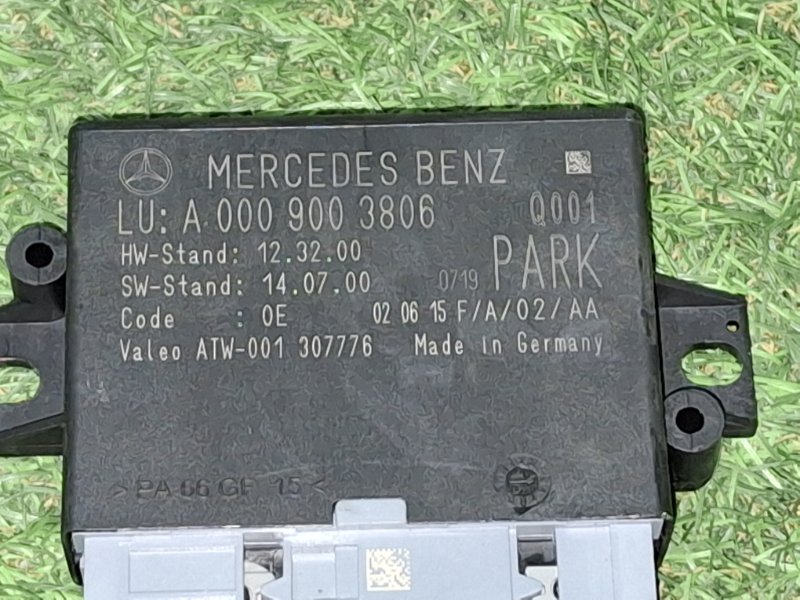 MERCEDES BENZ
LU: A 000 900 3806 Q001
HW-Stand: 12.32.00
SW-Stand: 14.07.00 0719 PARK
Code : 0E 02 06 15 F/A/02/AA
Valeo ATW-001 307776 Made in Germany
>PA 66 GF 15<